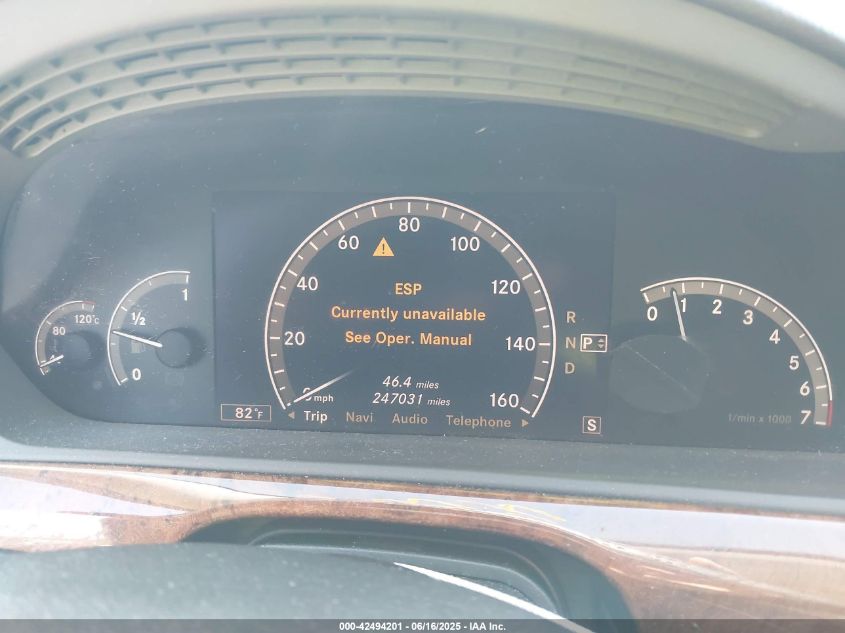 120°C
80
1
½
0
0 20 40 60 80 100 120 140 160
mph
ESP
Currently unavailable
See Oper. Manual
46.4 miles
247031 miles
Trip Navi Audio Telephone
82°F
R
N P
D
S
0 1 2 3 4 5 6 7
1/min x 1000
000-42494201 - 06/16/2025 - IAA Inc.